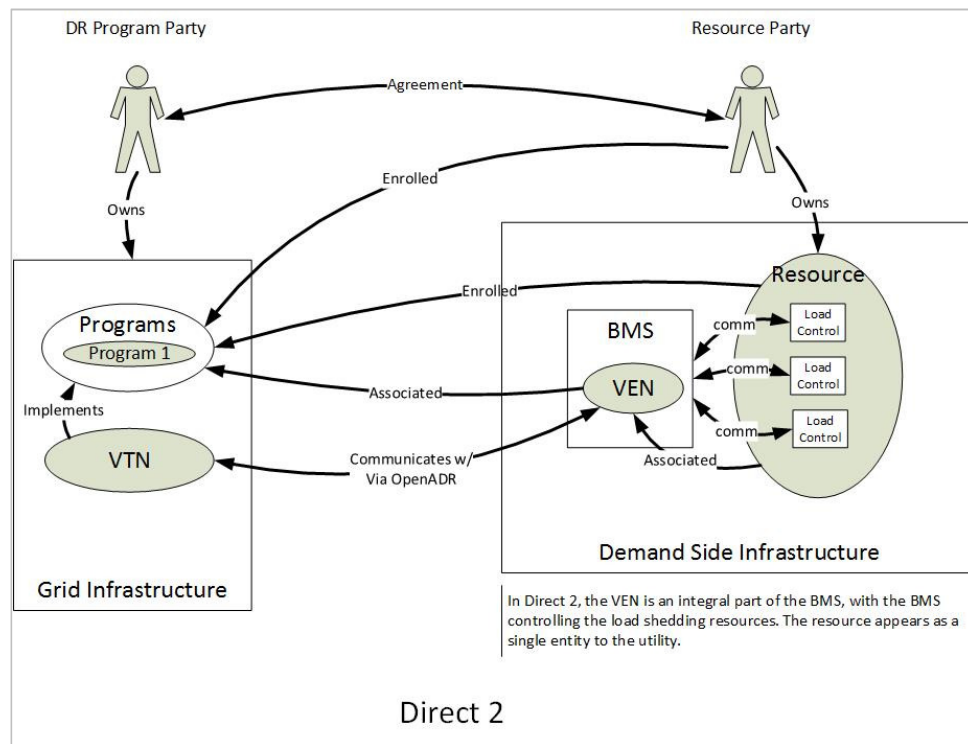 DR Program Party
Resource Party
Agreement
Enrolled
Owns
Owns
Resource
Enrolled
Programs
Program 1
BMS
comm
Load
Control
VEN
comm
Load
Control
Associated
Implements
comm
Load
Control
VTN
Communicates w/
Via OpenADR
Associated
Demand Side Infrastructure
Grid Infrastructure
In Direct 2, the VEN is an integral part of the BMS, with the BMS
controlling the load shedding resources. The resource appears as a
single entity to the utility.
Direct 2